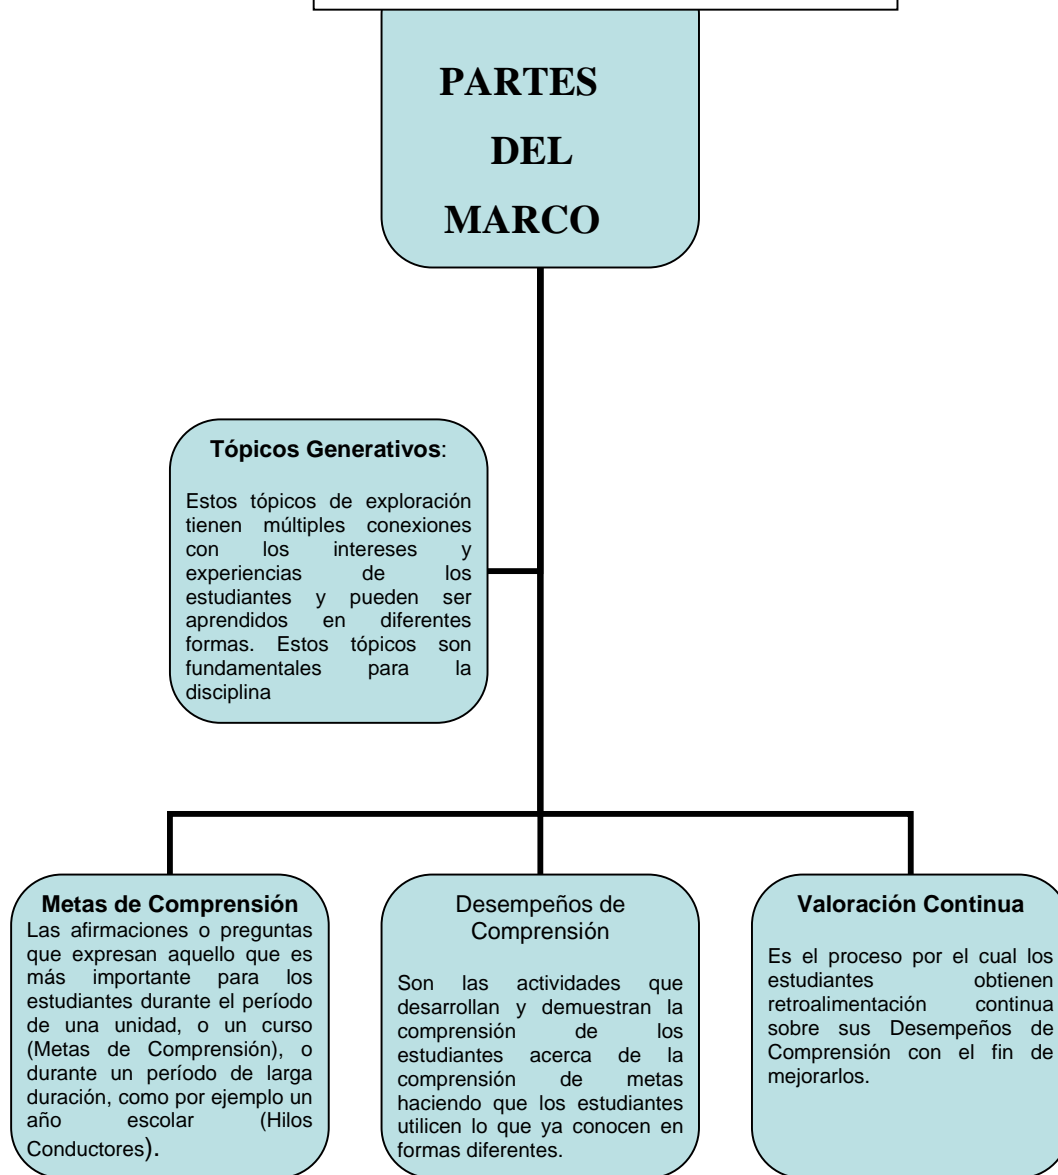 PARTES
DEL
MARCO
Tópicos Generativos:
Estos tópicos de exploración
tienen múltiples conexiones
con los intereses y
experiencias de los
estudiantes y pueden ser
aprendidos en diferentes
formas. Estos tópicos son
fundamentales para la
disciplina
Metas de Comprensión
Las afirmaciones o preguntas
que expresan aquello que es
más importante para los
estudiantes durante el período
de una unidad, o un curso
(Metas de Comprensión), o
durante un período de larga
duración, como por ejemplo un
año escolar (Hilos
Conductores).
Desempeños de
Comprensión
Son las actividades que
desarrollan y demuestran la
comprensión de los
estudiantes acerca de la
comprensión de metas
haciendo que los estudiantes
utilicen lo que ya conocen en
formas diferentes.
Valoración Continua
Es el proceso por el cual los
estudiantes obtienen
retroalimentación continua
sobre sus Desempeños de
Comprensión con el fin de
mejorarlos.